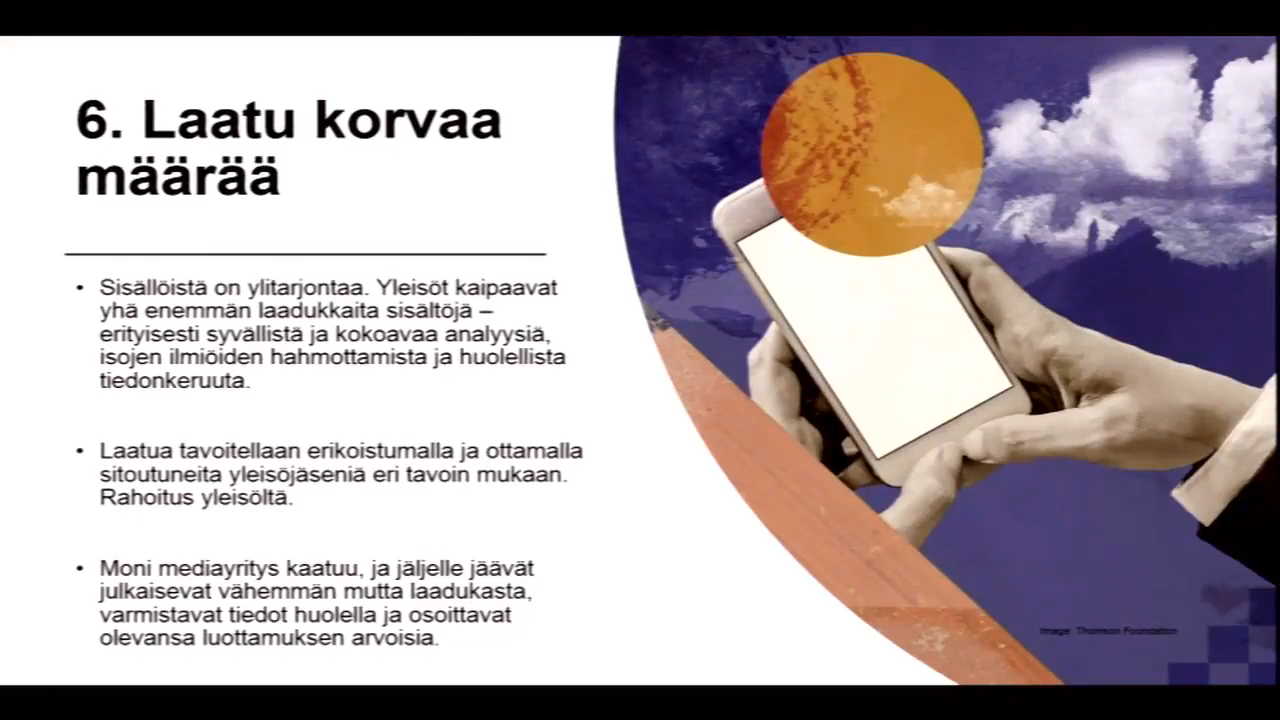 6. Laatu korvaa
määrää
• Sisällöistä on ylitarjontaa. Yleisöt kaipaavat
yhä enemmän laadukkaita sisältöjä –
erityisesti syvällistä ja kokoavaa analyysiä,
isojen ilmiöiden hahmottamista ja huolellista
tiedonkeruuta.
• Laatua tavoitellaan erikoistumalla ja ottamalla
sitoutuneita yleisöjäseniä eri tavoin mukaan.
Rahoitus yleisöltä.
• Moni mediayritys kaatuu, ja jäljelle jäävät
julkaisevat vähemmän mutta laadukasta,
varmistavat tiedot huolella ja osoittavat
olevansa luottamuksen arvoisia.
Image: Thomson Foundation